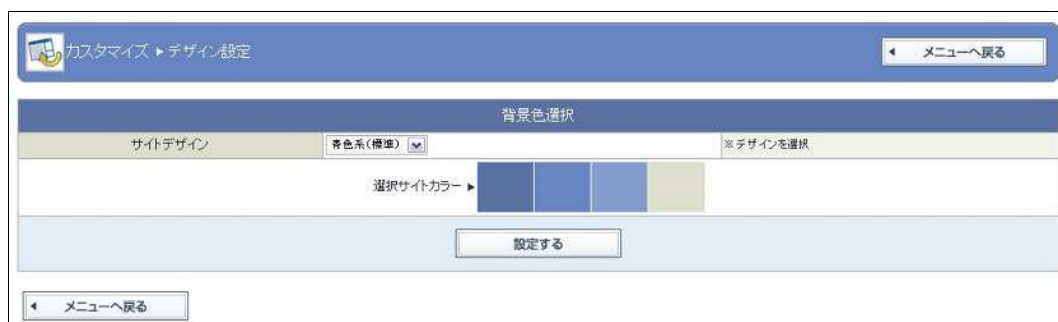 カスタマイズ ▶ デザイン設定
◀ メニューへ戻る
背景色選択
サイトデザイン 青色系(標準) ※デザインを選択
選択サイトカラー ▶
設定する
◀ メニューへ戻る